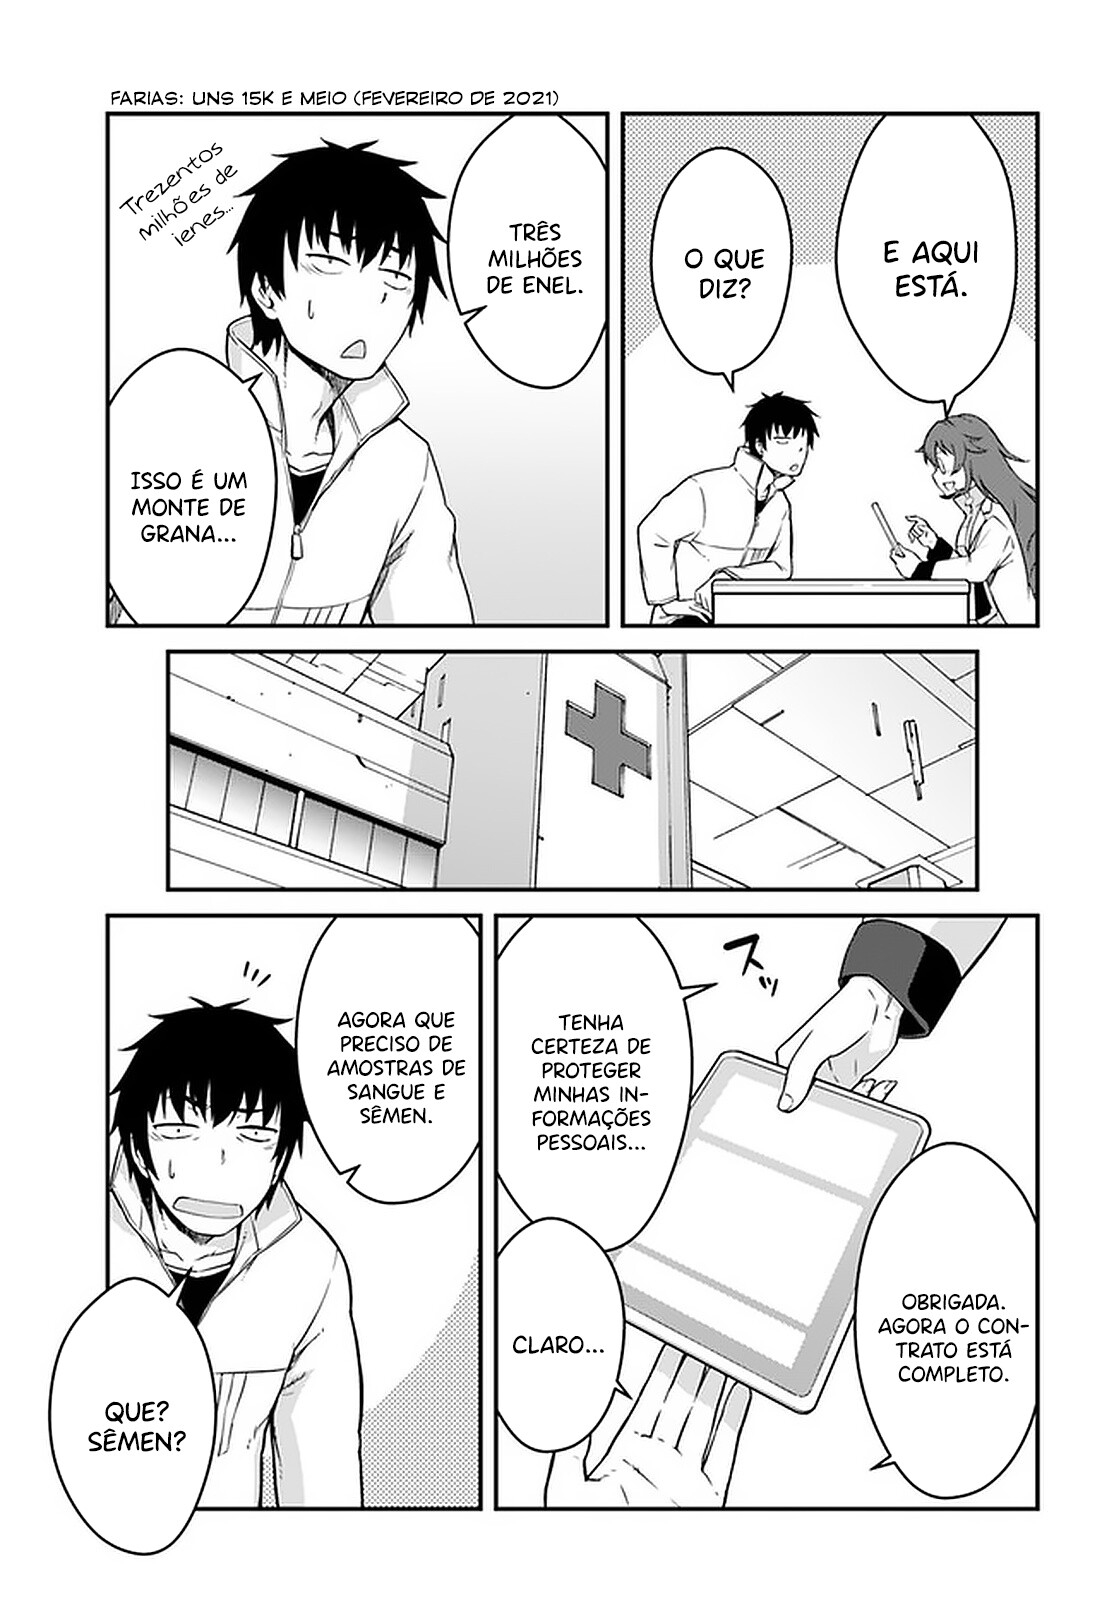 FARIAS: UNS 15K E MEIO (FEVEREIRO DE 2021)
E AQUI
ESTÁ.
O QUE
DIZ?
TRÊS
MILHÕES
DE ENEL.
Trezentos
milhões de
ienes...
ISSO É UM
MONTE DE
GRANA...
OBRIGADA.
AGORA O CON-
TRATO ESTÁ
COMPLETO.
スッ
TENHA
CERTEZA DE
PROTEGER
MINHAS IN-
FORMAÇÕES
PESSOAIS...
CLARO...
AGORA QUE
PRECISO DE
AMOSTRAS DE
SANGUE E
SÊMEN.
QUE?
SÊMEN?